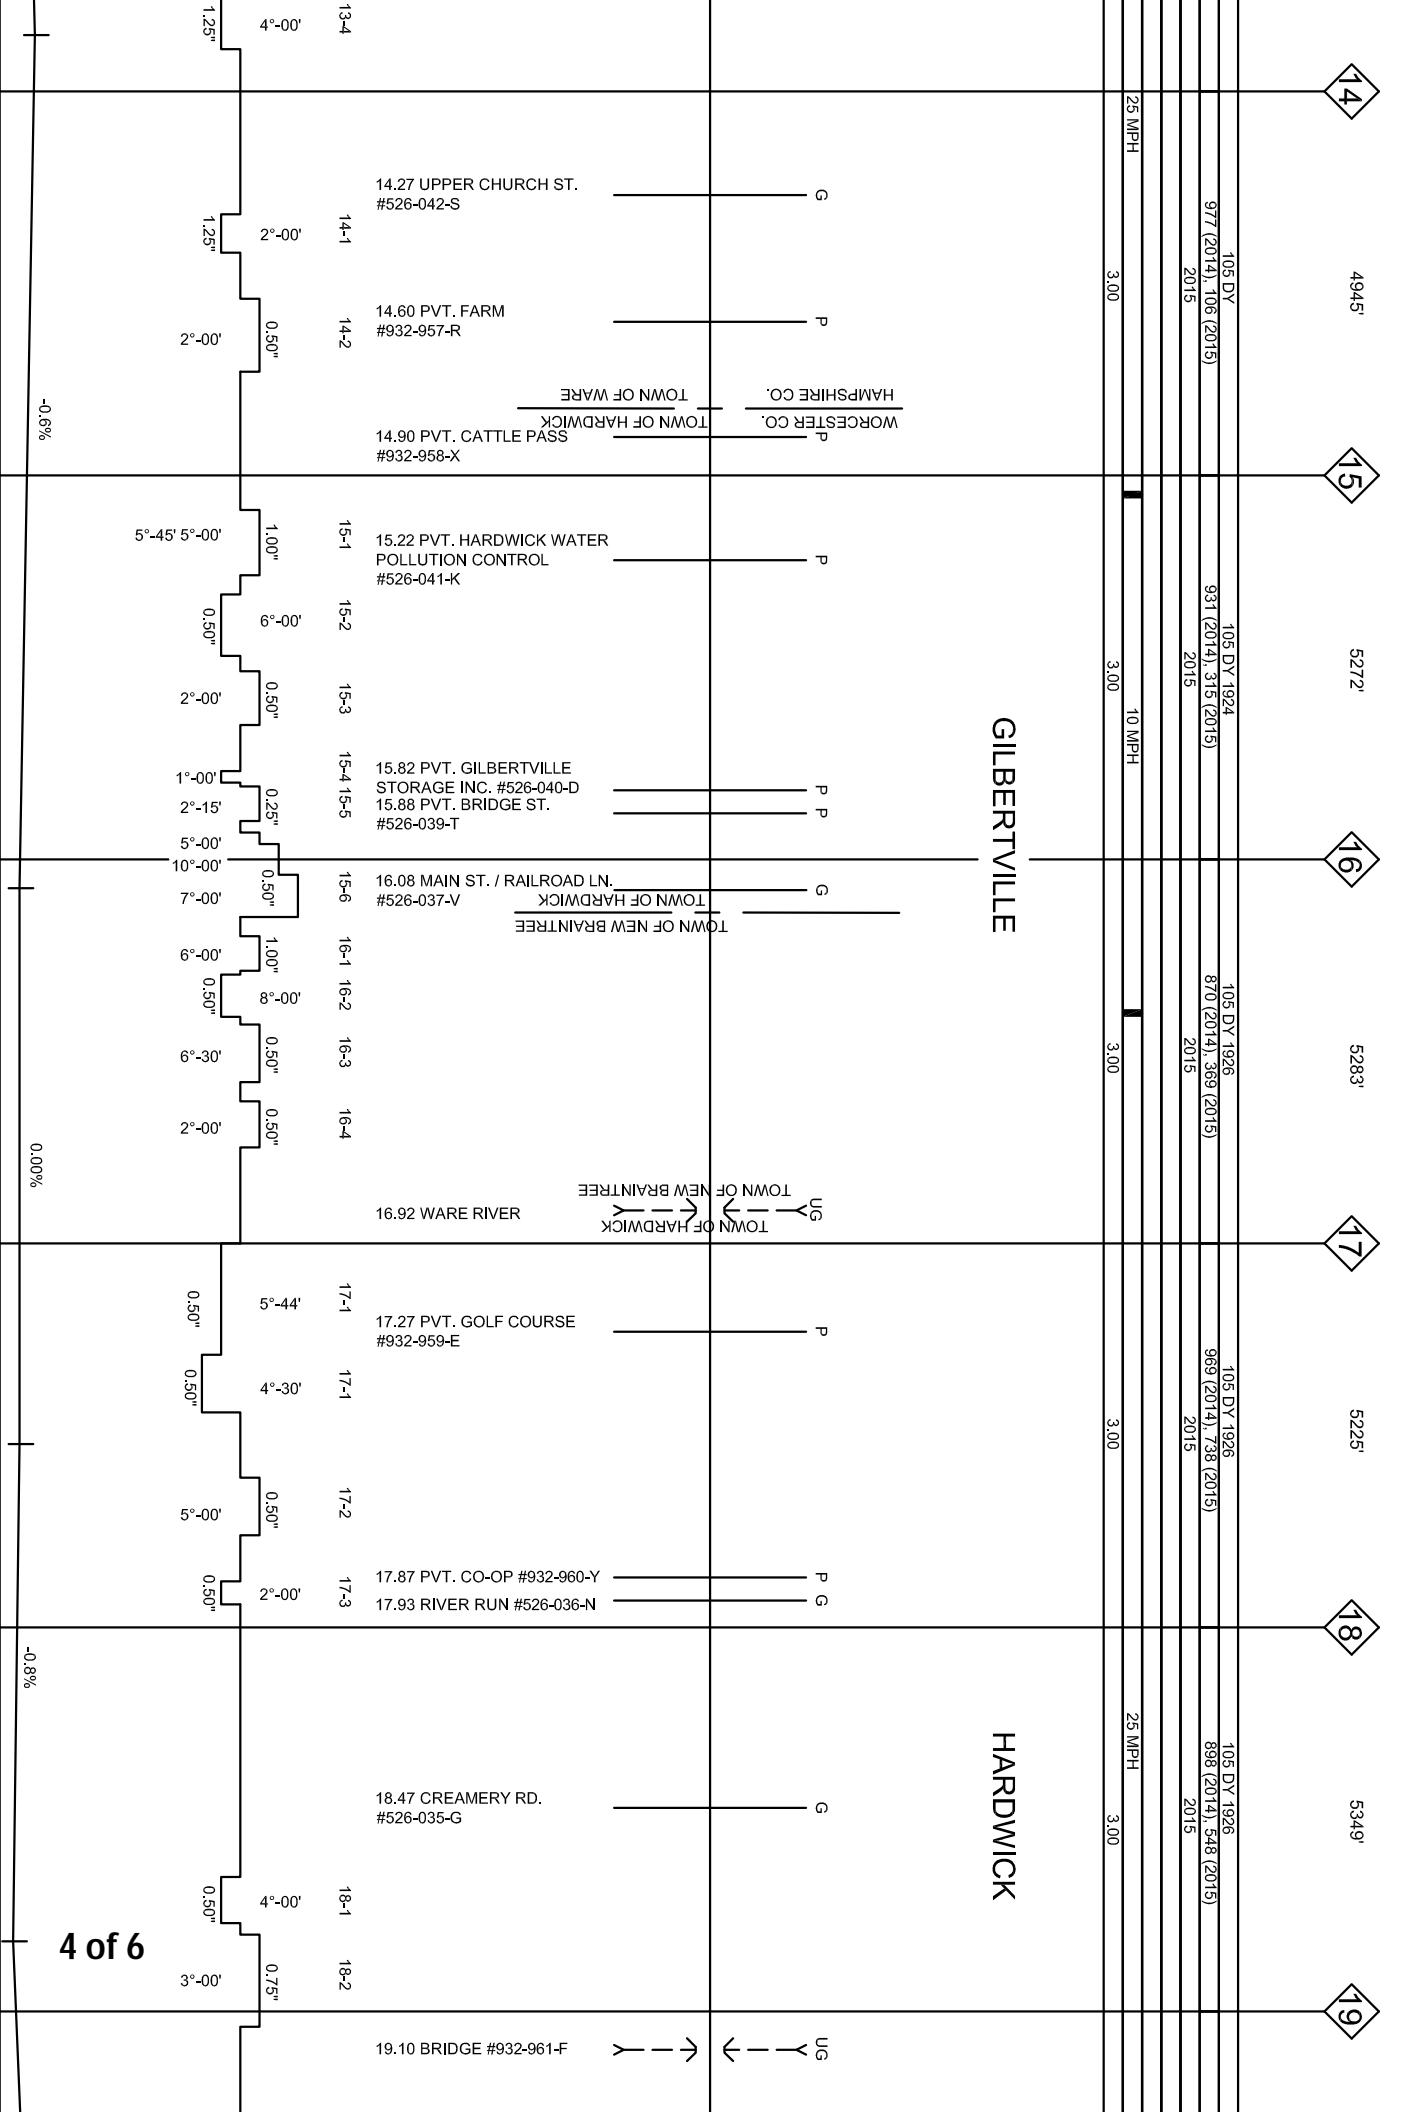 14
15
16
17
18
19
4945'
5272'
5283'
5225'
5349'
105 DY
977 (2014), 106 (2015)
2015
105 DY 1924
931 (2014), 315 (2015)
2015
105 DY 1926
870 (2014), 369 (2015)
2015
105 DY 1926
969 (2014), 738 (2015)
2015
105 DY 1926
898 (2014), 548 (2015)
2015
25 MPH
10 MPH
25 MPH
3.00
3.00
3.00
3.00
3.00
GILBERTVILLE
HARDWICK
14.27 UPPER CHURCH ST.
#526-042-S
G
14.60 PVT. FARM
#932-957-R
P
HAMPSHIRE CO.
WORCESTER CO.
TOWN OF WARE
TOWN OF HARDWICK
14.90 PVT. CATTLE PASS
#932-958-X
P
15.22 PVT. HARDWICK WATER
POLLUTION CONTROL
#526-041-K
P
15.82 PVT. GILBERTVILLE
STORAGE INC. #526-040-D
P
15.88 PVT. BRIDGE ST.
#526-039-T
P
16.08 MAIN ST. / RAILROAD LN.
#526-037-V
G
TOWN OF HARDWICK
TOWN OF NEW BRAINTREE
TOWN OF NEW BRAINTREE
TOWN OF HARDWICK
16.92 WARE RIVER
UG
17.27 PVT. GOLF COURSE
#932-959-E
P
17.87 PVT. CO-OP #932-960-Y
P
17.93 RIVER RUN #526-036-N
G
18.47 CREAMERY RD.
#526-035-G
G
19.10 BRIDGE #932-961-F
UG
13-4
14-1
14-2
15-1
15-2
15-3
15-4
15-5
15-6
16-1
16-2
16-3
16-4
17-1
17-1
17-2
17-3
18-1
18-2
1.25"
4°-00'
1.25"
2°-00'
2°-00'
0.50"
5°-45' 5°-00'
1.00"
0.50"
6°-00'
2°-00'
0.50"
1°-00'
2°-15'
0.25"
5°-00'
10°-00'
7°-00'
0.50"
6°-00'
1.00"
0.50"
8°-00'
6°-30'
0.50"
2°-00'
0.50"
0.50"
5°-44'
0.50"
4°-30'
5°-00'
0.50"
0.50"
2°-00'
0.50"
4°-00'
3°-00'
0.75"
-0.6%
0.00%
-0.8%
4 of 6